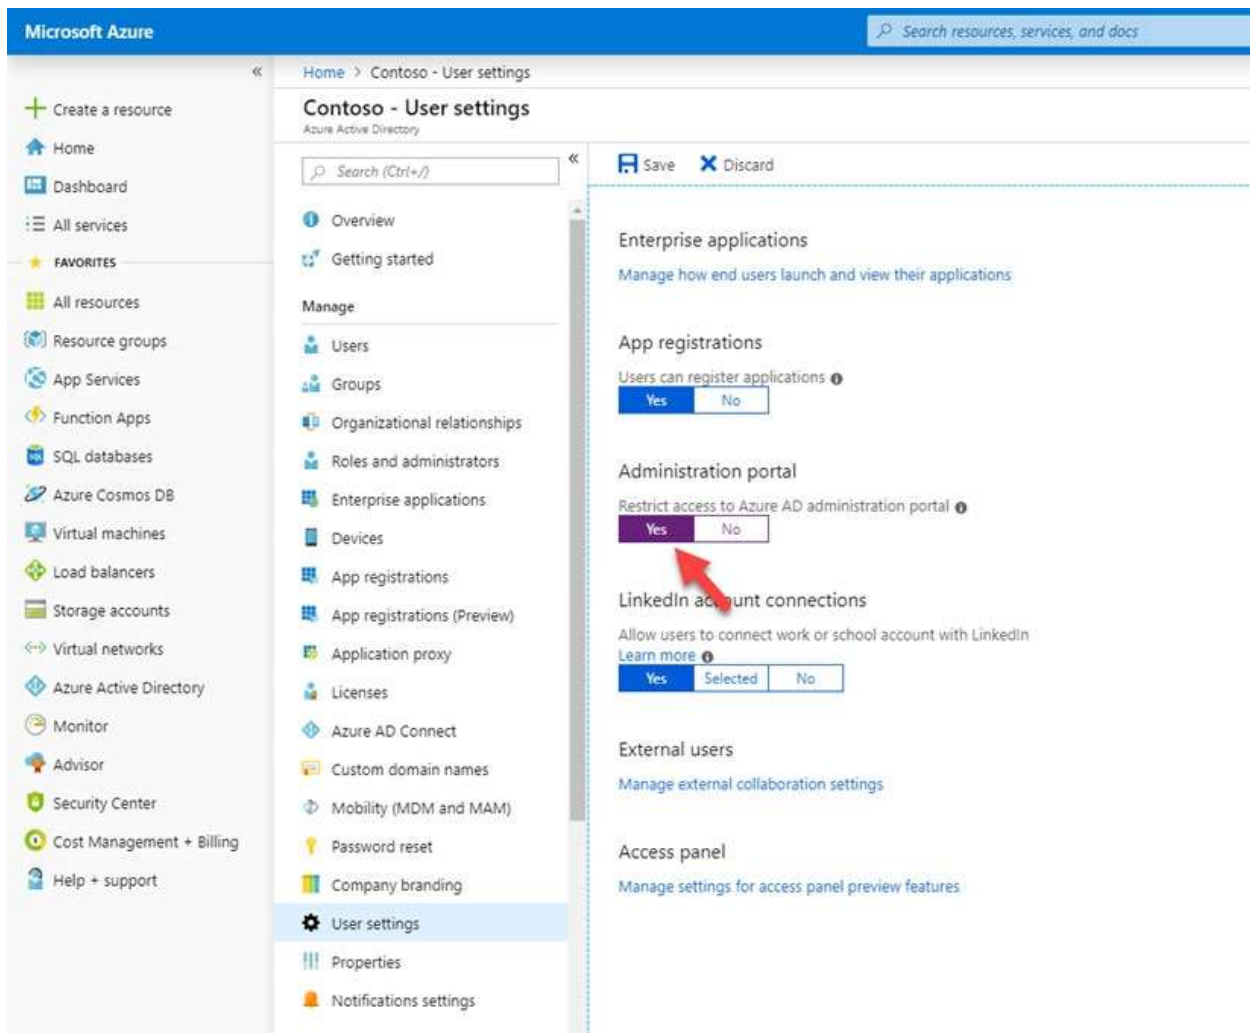 Microsoft Azure
Search resources, services, and docs
«
Create a resource
Home
Dashboard
All services
FAVORITES
All resources
Resource groups
App Services
Function Apps
SQL databases
Azure Cosmos DB
Virtual machines
Load balancers
Storage accounts
Virtual networks
Azure Active Directory
Monitor
Advisor
Security Center
Cost Management + Billing
Help + support
Home > Contoso - User settings
Contoso - User settings
Azure Active Directory
Search (Ctrl+/)
«
Overview
Getting started
Manage
Users
Groups
Organizational relationships
Roles and administrators
Enterprise applications
Devices
App registrations
App registrations (Preview)
Application proxy
Licenses
Azure AD Connect
Custom domain names
Mobility (MDM and MAM)
Password reset
Company branding
User settings
Properties
Notifications settings
Save Discard
Enterprise applications
Manage how end users launch and view their applications
App registrations
Users can register applications
Yes No
Administration portal
Restrict access to Azure AD administration portal
Yes No
LinkedIn account connections
Allow users to connect work or school account with LinkedIn
Learn more
Yes Selected No
External users
Manage external collaboration settings
Access panel
Manage settings for access panel preview features